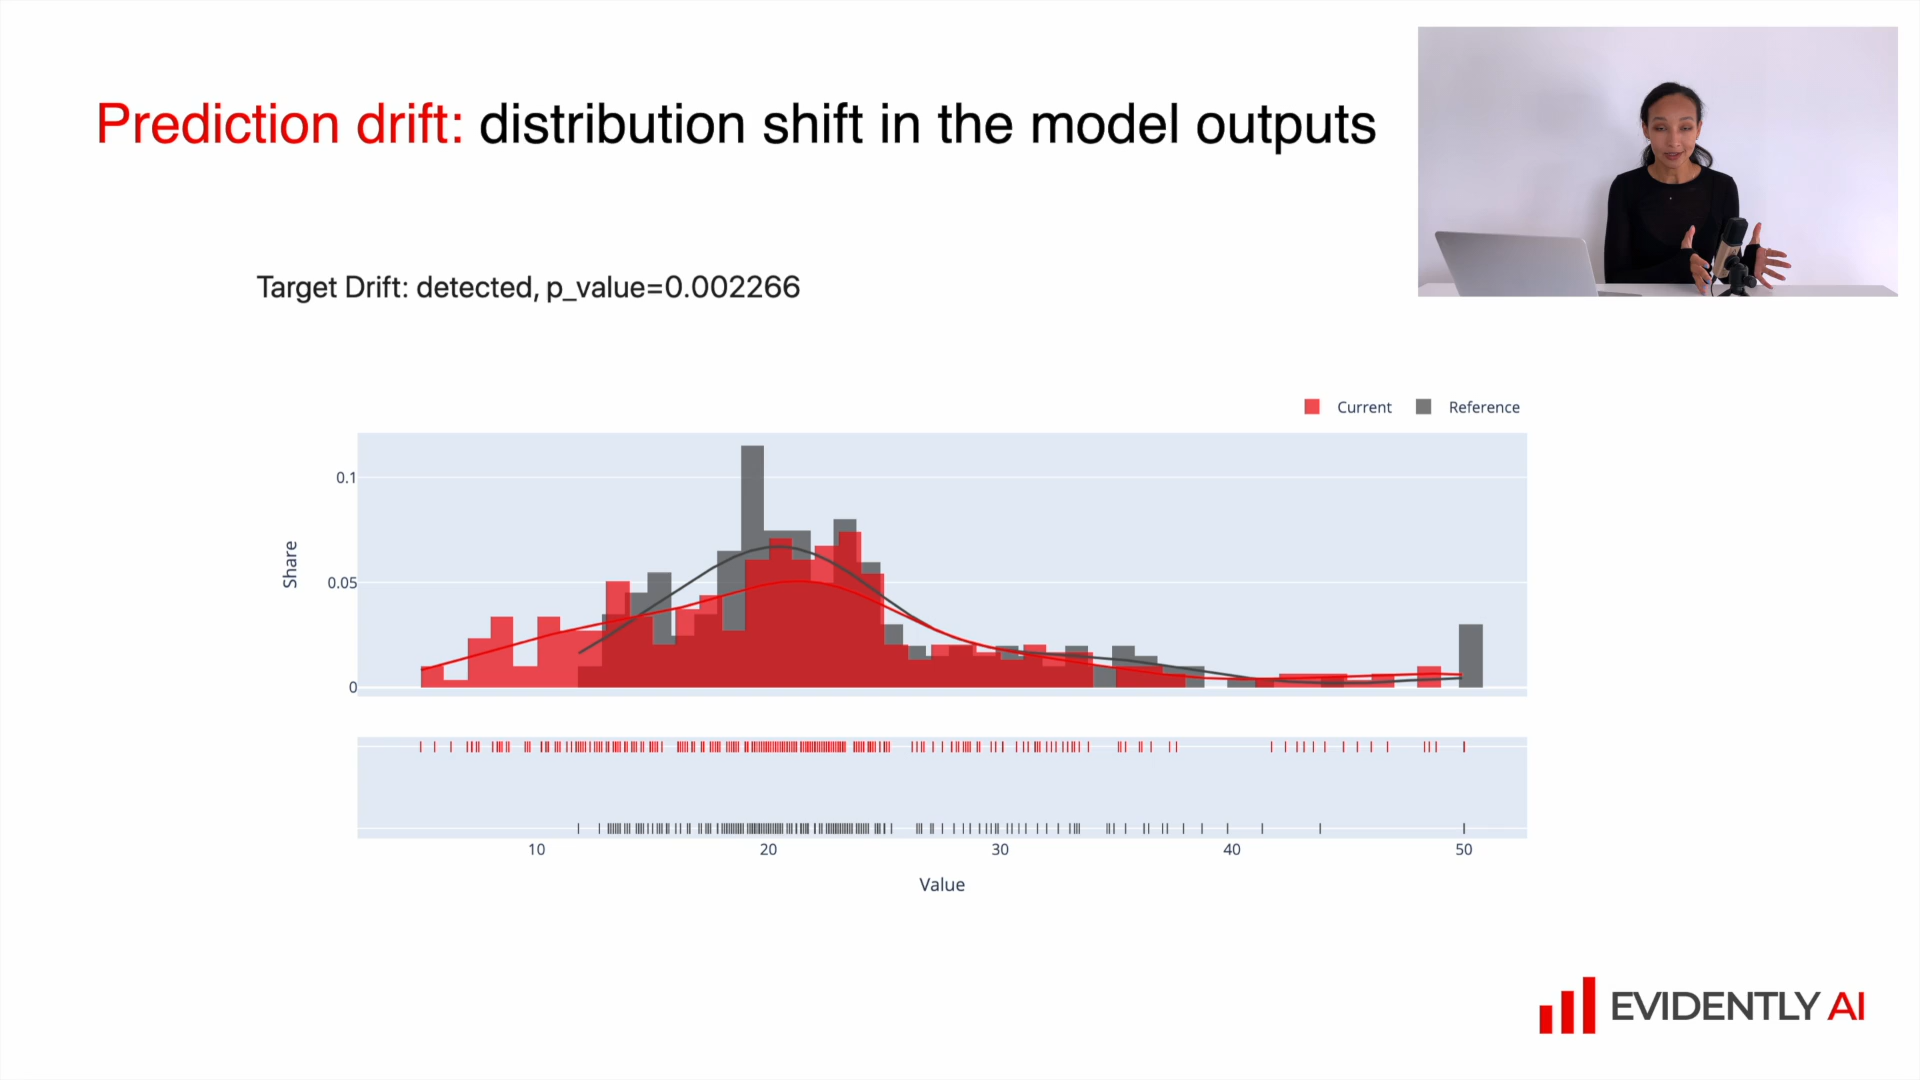 Prediction drift: distribution shift in the model outputs
Target Drift: detected, p_value=0.002266
Current Reference
0.1
0.05
0
Share
10 20 30 40 50
Value
EVIDENTLY AI